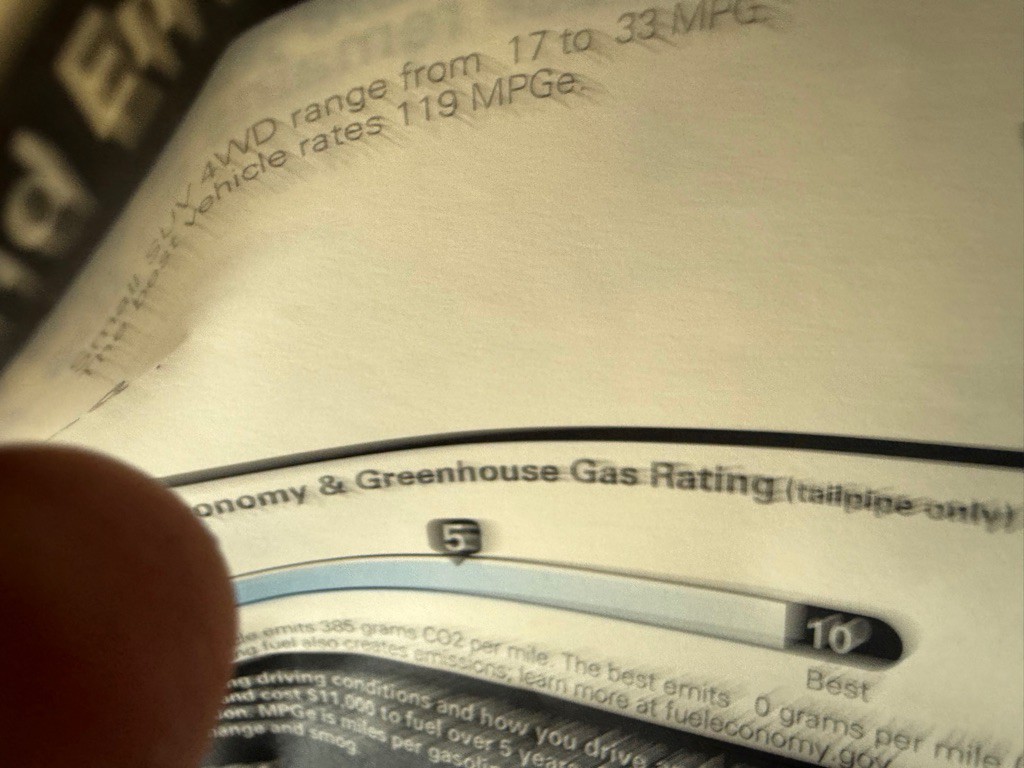 Small SUV 4WD range from 17 to 33 MPG.
The best vehicle rates 119 MPGe.
onomy & Greenhouse Gas Rating (tailpipe only)
5
10
Best
emits 385 grams CO2 per mile. The best emits 0 grams per mile
fuel also creates emissions; learn more at fueleconomy.gov
driving conditions and how you drive
cost $11,000 to fuel over 5 years
MPGe is miles per
and smog.